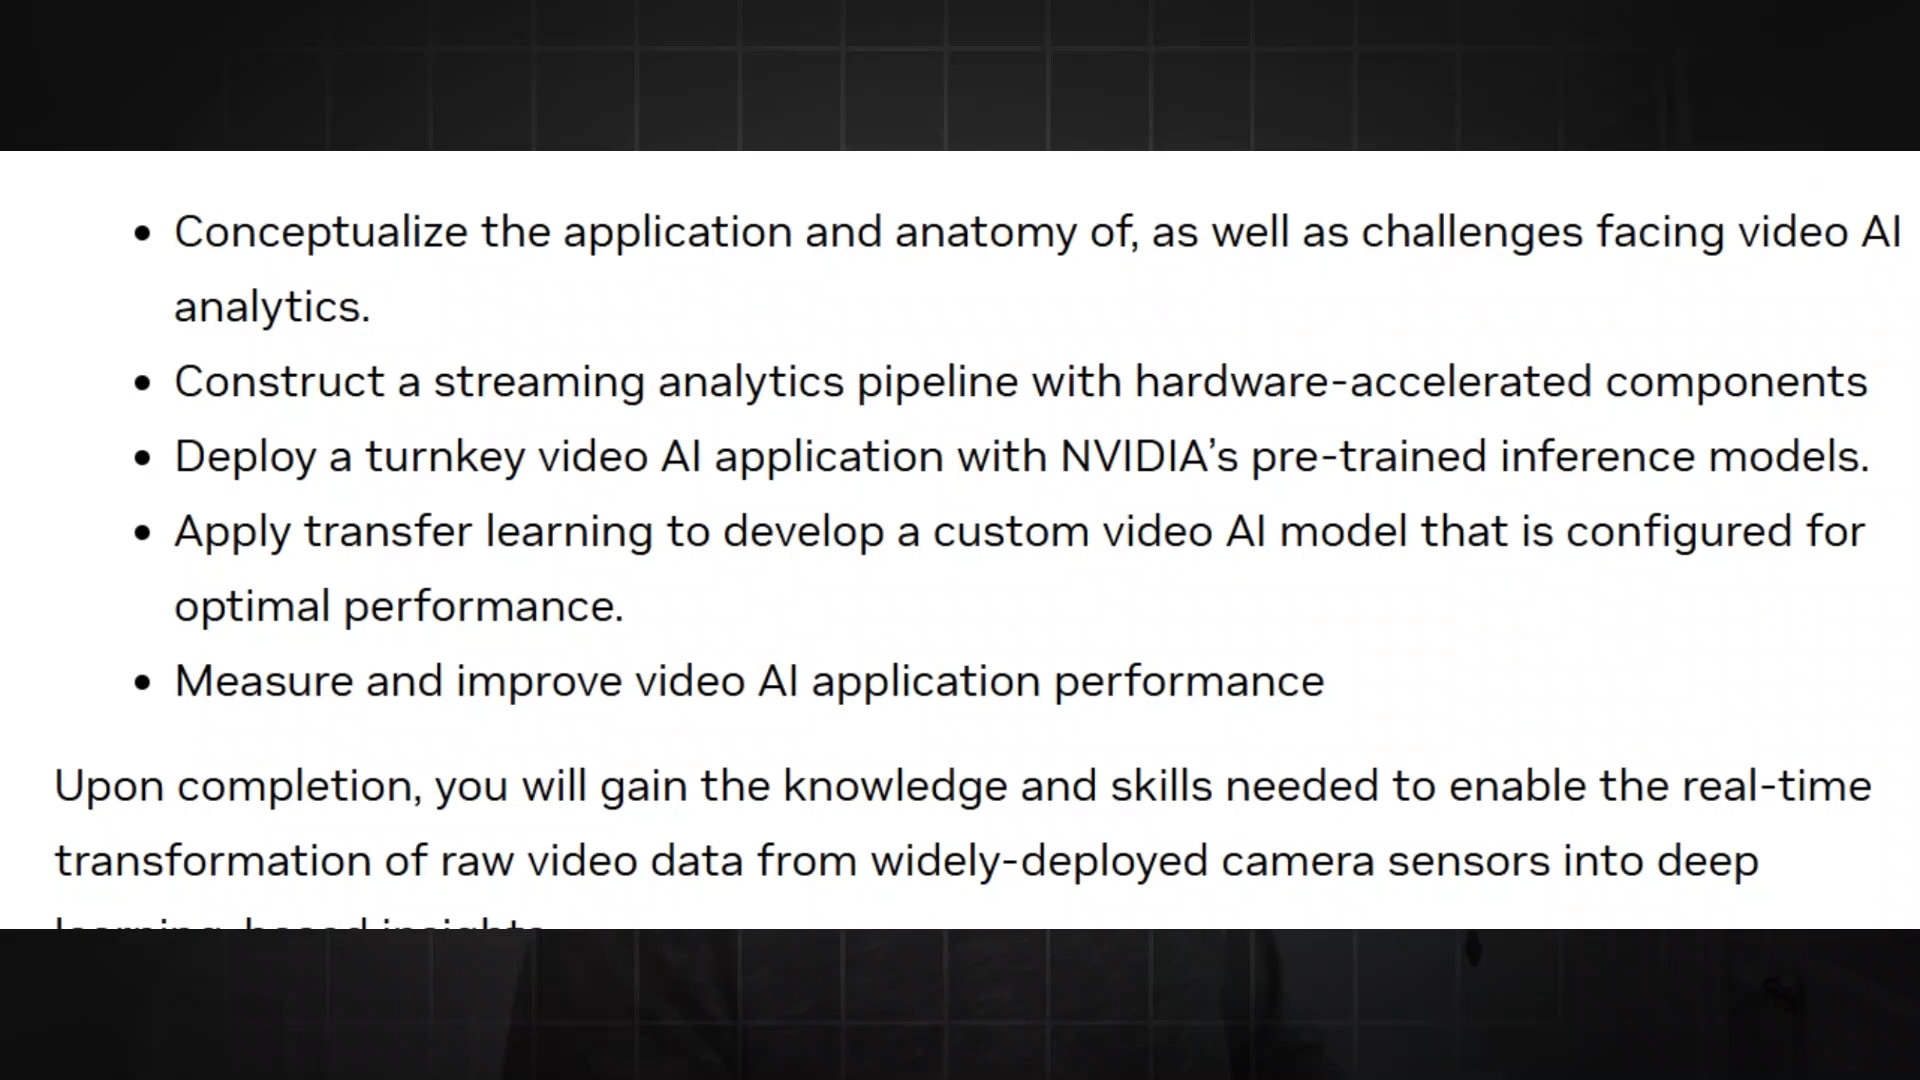 • Conceptualize the application and anatomy of, as well as challenges facing video AI
analytics.
• Construct a streaming analytics pipeline with hardware-accelerated components
• Deploy a turnkey video AI application with NVIDIA’s pre-trained inference models.
• Apply transfer learning to develop a custom video AI model that is configured for
optimal performance.
• Measure and improve video AI application performance
Upon completion, you will gain the knowledge and skills needed to enable the real-time
transformation of raw video data from widely-deployed camera sensors into deep
learning-based insights